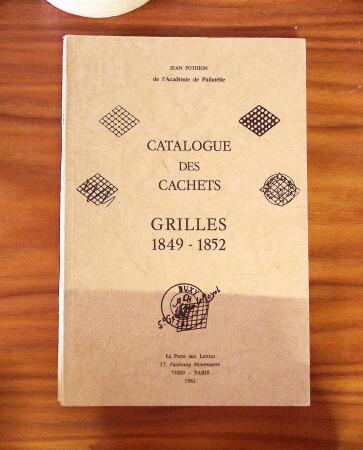 JEAN POTHION
de l'Académie de Philatélie
CATALOGUE
DES
CACHETS
GRILLES
1849 - 1852
BUXY
La Poste aux Lettres
17, Faubourg Montmartre
75009 - PARIS
1981